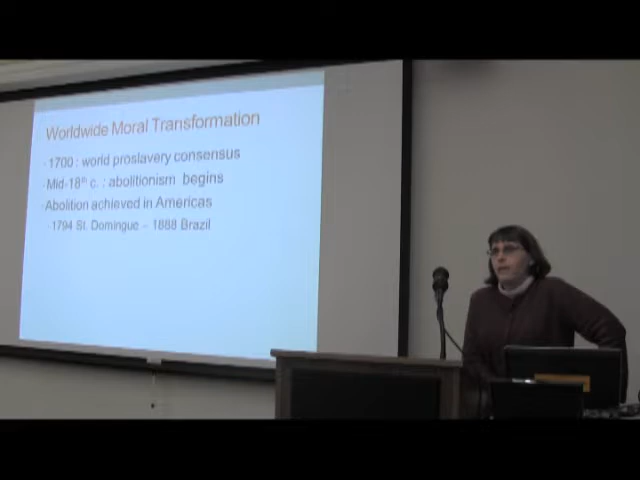 Worldwide Moral Transformation
· 1700 : world proslavery consensus
· Mid-18th c. : abolitionism begins
· Abolition achieved in Americas
· 1794 St. Domingue – 1888 Brazil